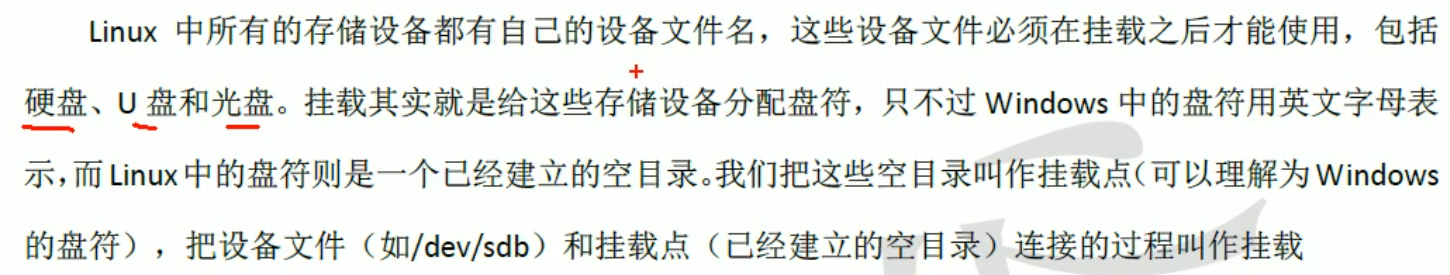 Linux 中所有的存储设备都有自己的设备文件名，这些设备文件必须在挂载之后才能使用，包括
硬盘、U 盘和光盘。挂载其实就是给这些存储设备分配盘符，只不过 Windows 中的盘符用英文字母表
示，而 Linux 中的盘符则是一个已经建立的空目录。我们把这些空目录叫作挂载点（可以理解为 Windows
的盘符），把设备文件（如/dev/sdb）和挂载点（已经建立的空目录）连接的过程叫作挂载